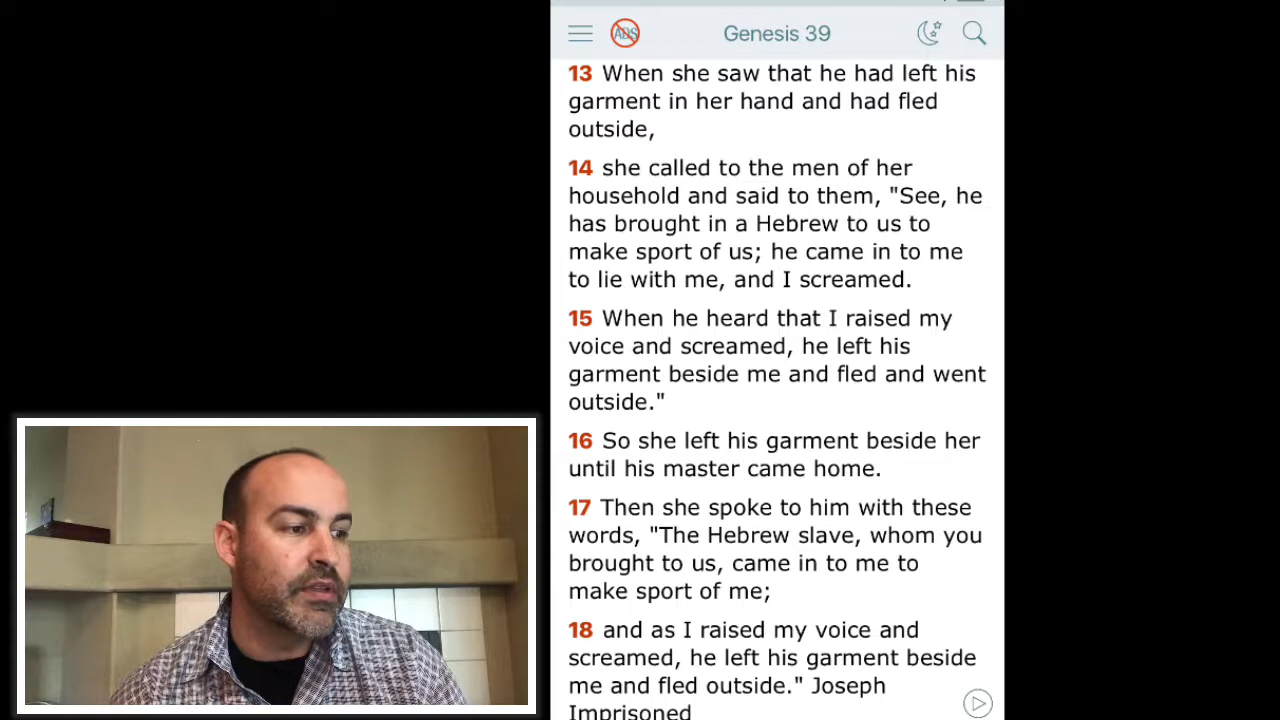 ADS
Genesis 39
13 When she saw that he had left his
garment in her hand and had fled
outside,
14 she called to the men of her
household and said to them, "See, he
has brought in a Hebrew to us to
make sport of us; he came in to me
to lie with me, and I screamed.
15 When he heard that I raised my
voice and screamed, he left his
garment beside me and fled and went
outside."
16 So she left his garment beside her
until his master came home.
17 Then she spoke to him with these
words, "The Hebrew slave, whom you
brought to us, came in to me to
make sport of me;
18 and as I raised my voice and
screamed, he left his garment beside
me and fled outside." Joseph
Imprisoned